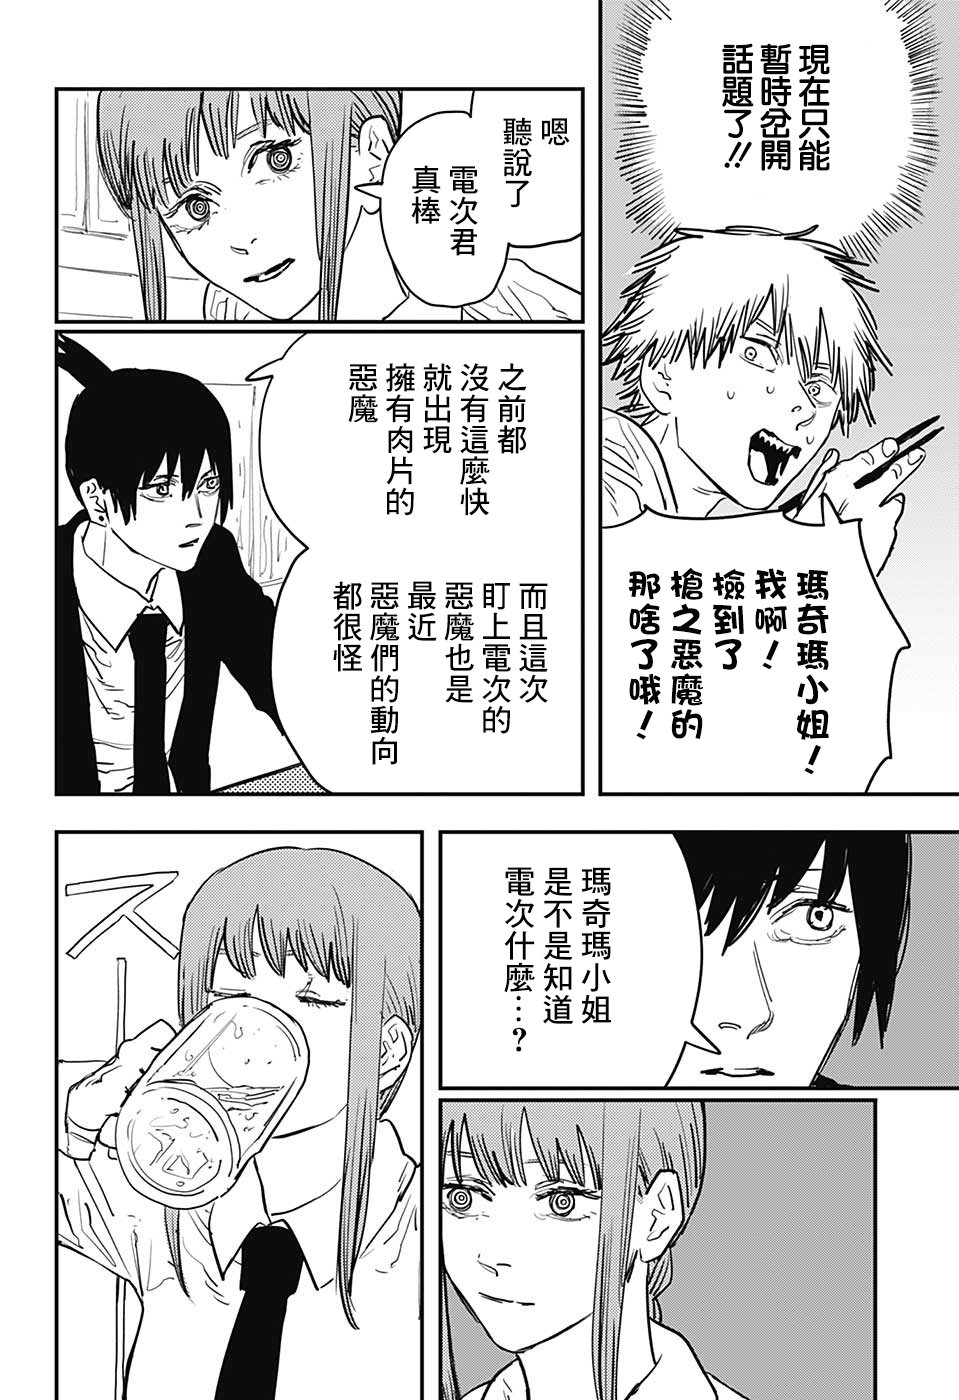 現在只能
暫時岔開
話題了!!
瑪奇瑪小姐！
我啊！
撿到了
槍之惡魔的
那啥了哦！
嗯
聽說了
電次君
真棒
之前都
沒有這麼快
就出現
擁有肉片的
惡魔
而且這次
盯上電次的
惡魔也是
最近
惡魔們的動向
都很怪
瑪奇瑪小姐
是不是知道
電次什麼…?
スー